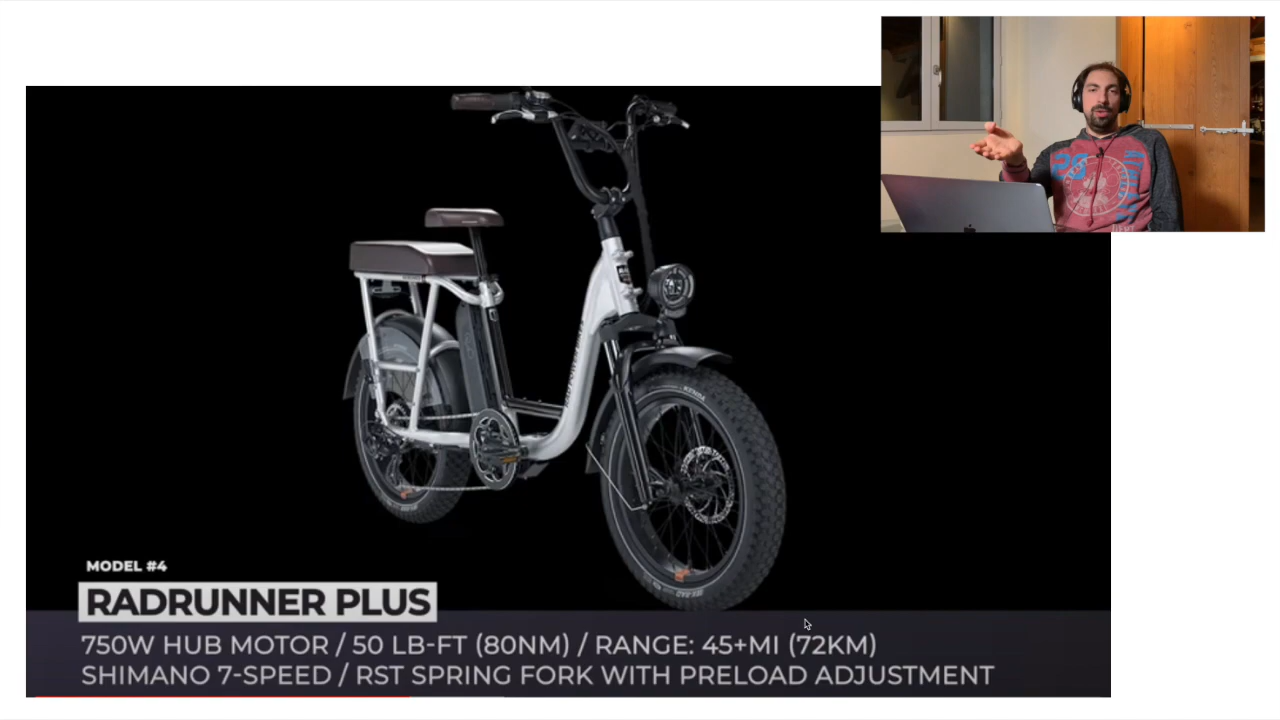 MODEL #4
RADRUNNER PLUS
750W HUB MOTOR / 50 LB-FT (80NM) / RANGE: 45+MI (72KM)
SHIMANO 7-SPEED / RST SPRING FORK WITH PRELOAD ADJUSTMENT